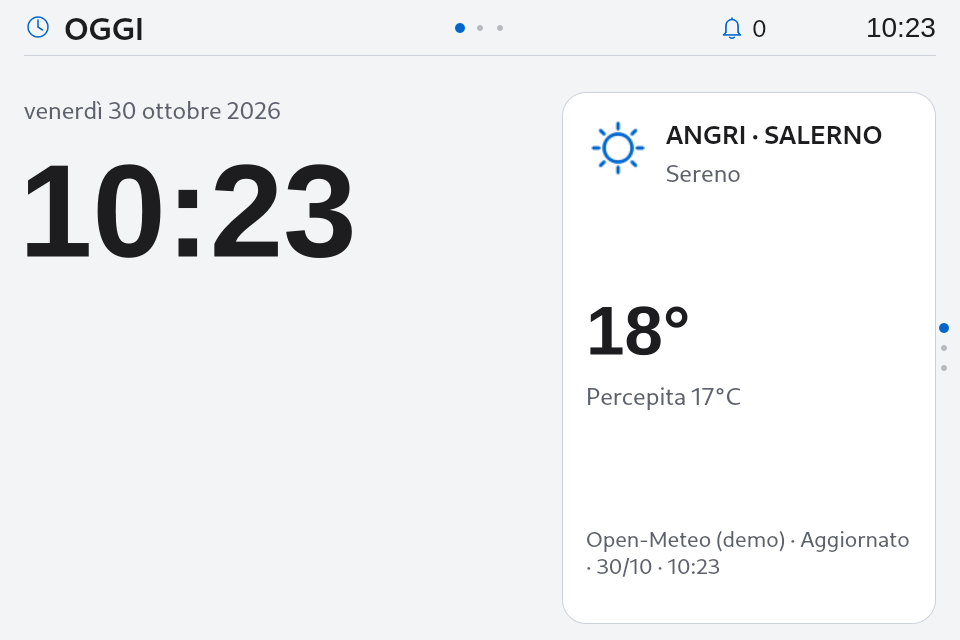 OGGI
0
10:23
venerdì 30 ottobre 2026
10:23
ANGRI · SALERNO
Sereno
18°
Percepita 17°C
Open-Meteo (demo) · Aggiornato
· 30/10 · 10:23